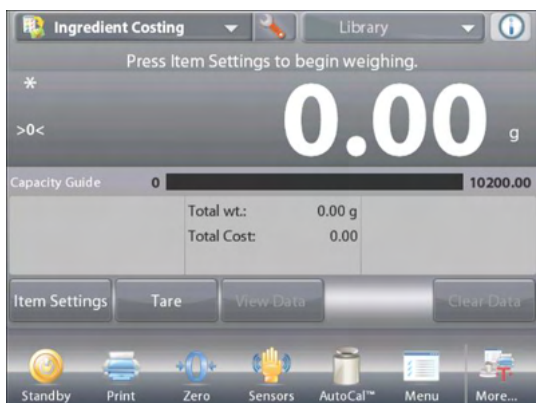 Ingredient Costing Library
Press Item Settings to begin weighing.
*
>0< 0.00 g
Capacity Guide 0 10200.00
Total wt.: 0.00 g
Total Cost: 0.00
Item Settings Tare View Data Clear Data
Standby Print Zero Sensors AutoCal™ Menu More...